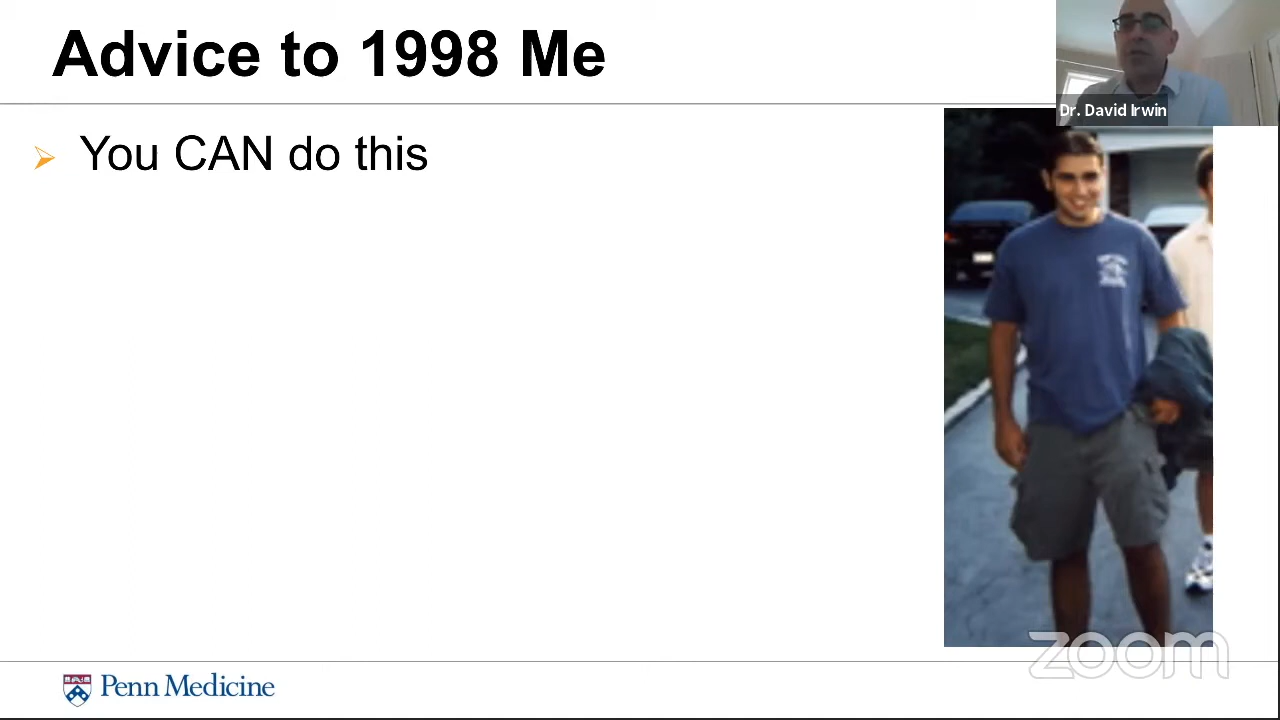 Advice to 1998 Me
Dr. David Irwin
You CAN do this
zoom
Penn Medicine